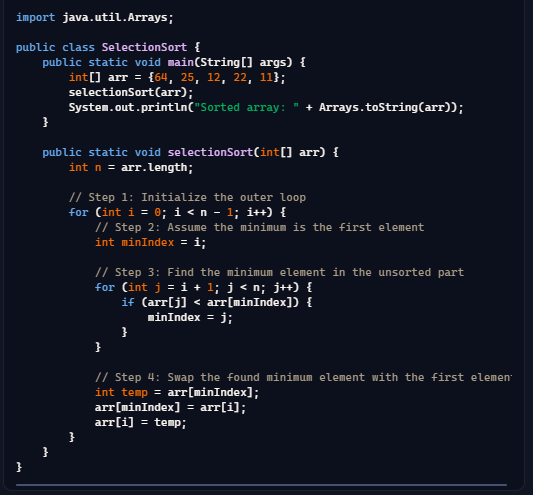 import java.util.Arrays;
public class SelectionSort {
public static void main(String[] args) {
int[] arr = {64, 25, 12, 22, 11};
selectionSort(arr);
System.out.println("Sorted array: " + Arrays.toString(arr));
}
public static void selectionSort(int[] arr) {
int n = arr.length;
// Step 1: Initialize the outer loop
for (int i = 0; i < n - 1; i++) {
// Step 2: Assume the minimum is the first element
int minIndex = i;
// Step 3: Find the minimum element in the unsorted part
for (int j = i + 1; j < n; j++) {
if (arr[j] < arr[minIndex]) {
minIndex = j;
}
}
// Step 4: Swap the found minimum element with the first element
int temp = arr[minIndex];
arr[minIndex] = arr[i];
arr[i] = temp;
}
}
}